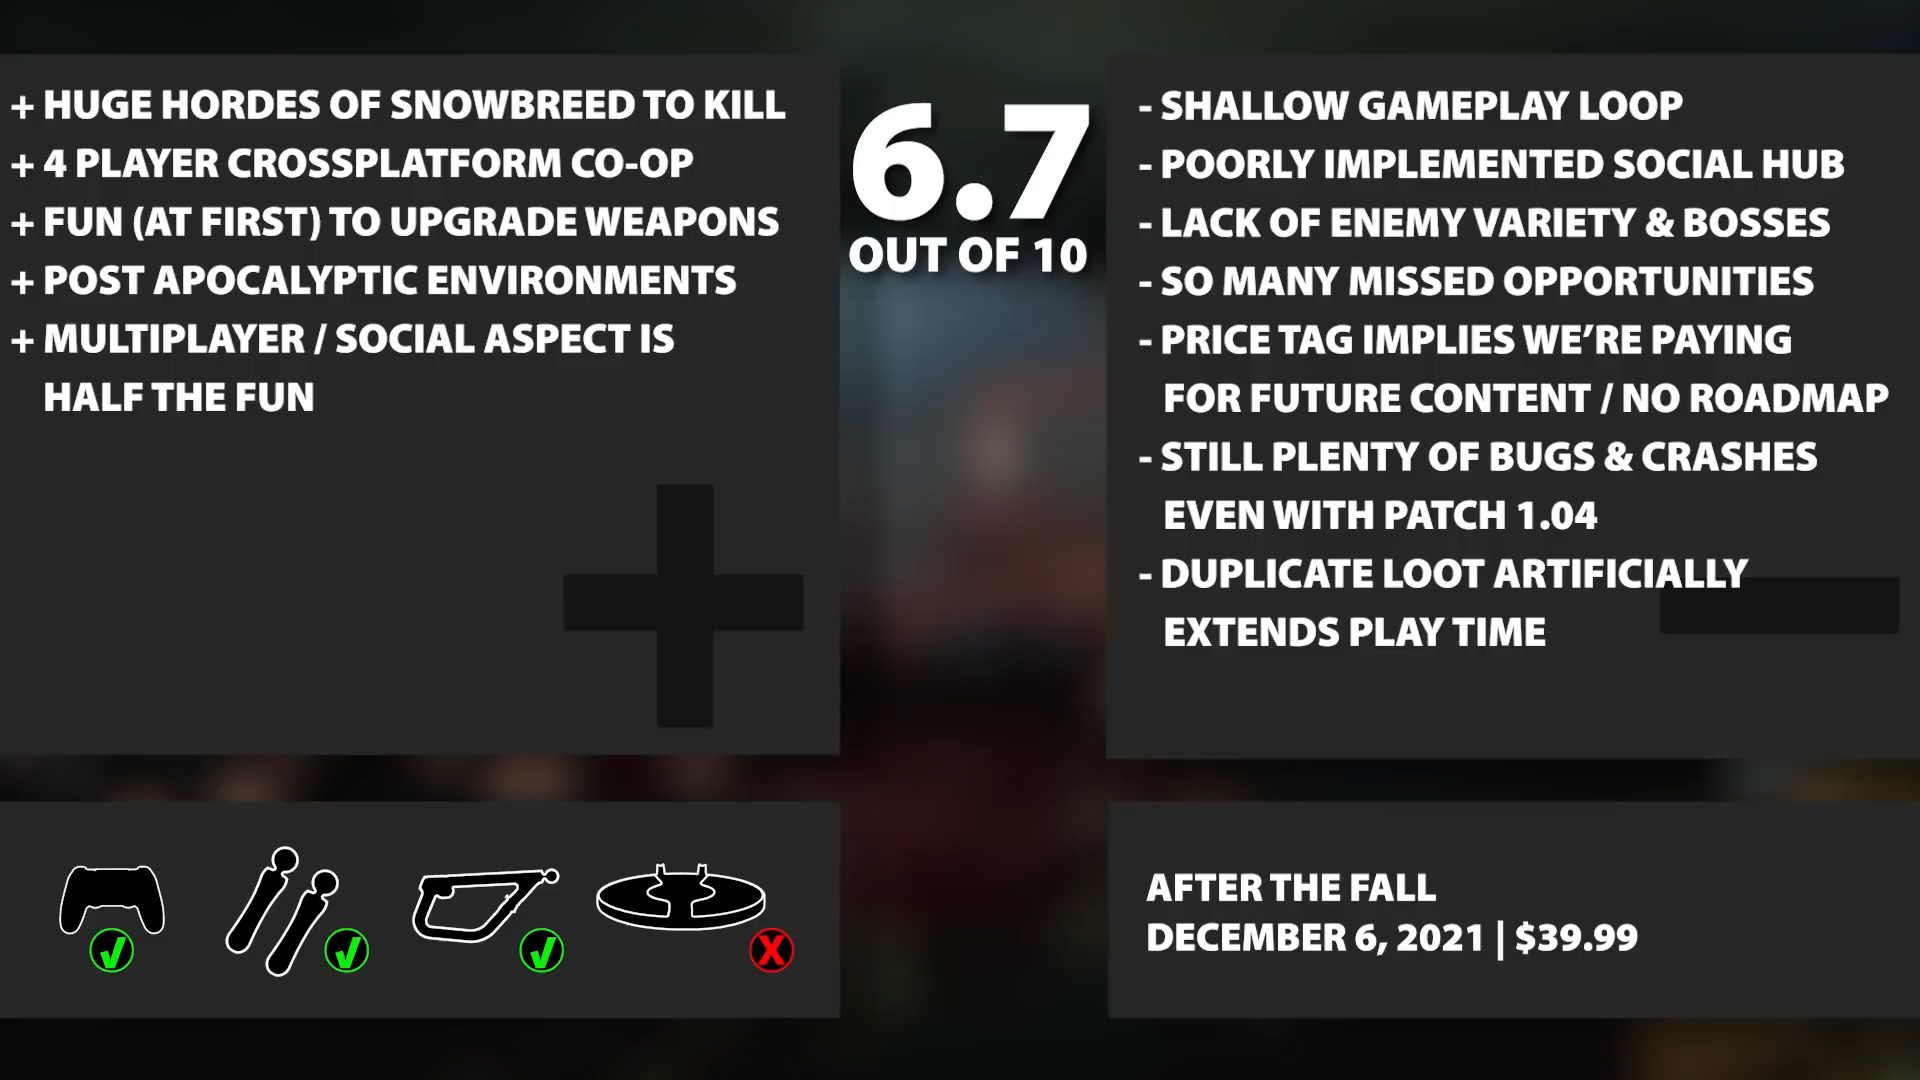 + HUGE HORDES OF SNOWBREED TO KILL
+ 4 PLAYER CROSSPLATFORM CO-OP
+ FUN (AT FIRST) TO UPGRADE WEAPONS
+ POST APOCALYPTIC ENVIRONMENTS
+ MULTIPLAYER / SOCIAL ASPECT IS
HALF THE FUN
6.7
OUT OF 10
- SHALLOW GAMEPLAY LOOP
- POORLY IMPLEMENTED SOCIAL HUB
- LACK OF ENEMY VARIETY & BOSSES
- SO MANY MISSED OPPORTUNITIES
- PRICE TAG IMPLIES WE’RE PAYING
FOR FUTURE CONTENT / NO ROADMAP
- STILL PLENTY OF BUGS & CRASHES
EVEN WITH PATCH 1.04
- DUPLICATE LOOT ARTIFICIALLY
EXTENDS PLAY TIME
AFTER THE FALL
DECEMBER 6, 2021 | $39.99